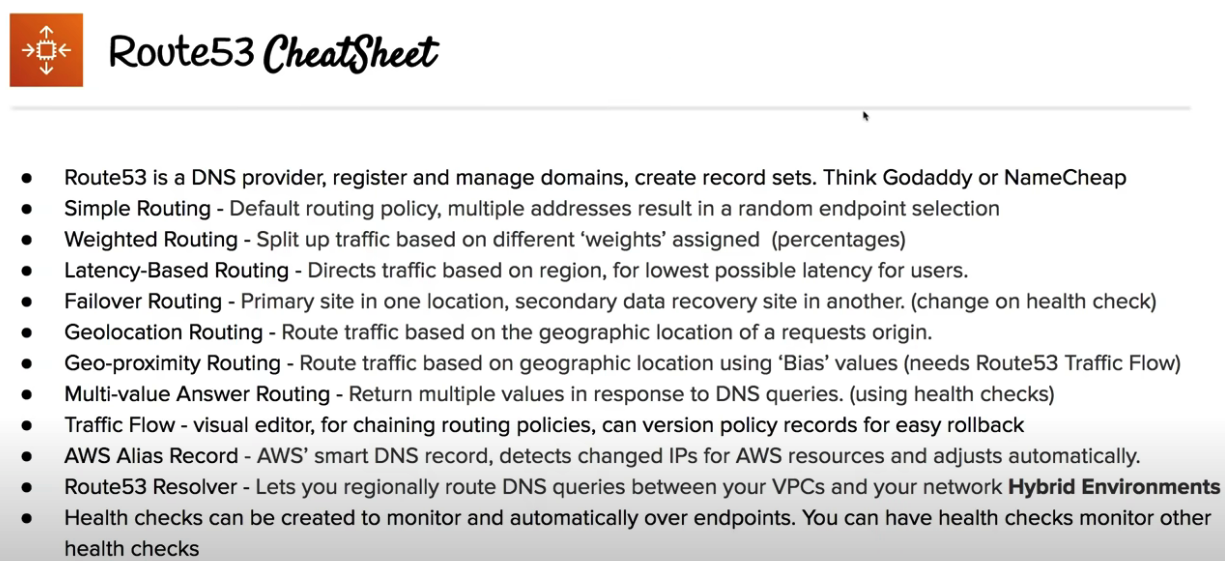 Route53 CheatSheet
● Route53 is a DNS provider, register and manage domains, create record sets. Think Godaddy or NameCheap
● Simple Routing - Default routing policy, multiple addresses result in a random endpoint selection
● Weighted Routing - Split up traffic based on different ‘weights’ assigned (percentages)
● Latency-Based Routing - Directs traffic based on region, for lowest possible latency for users.
● Failover Routing - Primary site in one location, secondary data recovery site in another. (change on health check)
● Geolocation Routing - Route traffic based on the geographic location of a requests origin.
● Geo-proximity Routing - Route traffic based on geographic location using ‘Bias’ values (needs Route53 Traffic Flow)
● Multi-value Answer Routing - Return multiple values in response to DNS queries. (using health checks)
● Traffic Flow - visual editor, for chaining routing policies, can version policy records for easy rollback
● AWS Alias Record - AWS’ smart DNS record, detects changed IPs for AWS resources and adjusts automatically.
● Route53 Resolver - Lets you regionally route DNS queries between your VPCs and your network Hybrid Environments
● Health checks can be created to monitor and automatically over endpoints. You can have health checks monitor other
health checks